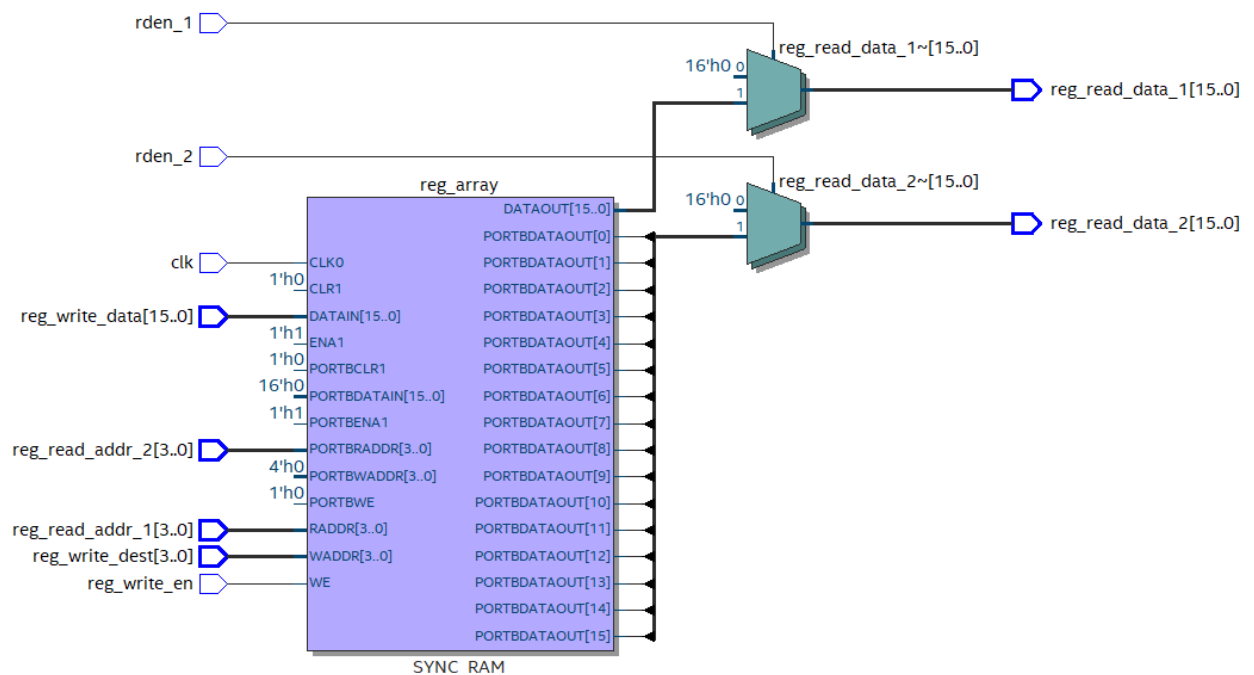 rden_1
reg_read_data_1~[15..0]
16'h0 0
1
reg_read_data_1[15..0]
rden_2
reg_array
reg_read_data_2~[15..0]
16'h0 0
1
reg_read_data_2[15..0]
DATAOUT[15..0]
PORTBDATAOUT[0]
clk
CLK0
PORTBDATAOUT[1]
1'h0
CLR1
PORTBDATAOUT[2]
reg_write_data[15..0]
DATAIN[15..0]
PORTBDATAOUT[3]
1'h1
ENA1
PORTBDATAOUT[4]
1'h0
PORTBCLR1
PORTBDATAOUT[5]
16'h0
PORTBDATAIN[15..0]
PORTBDATAOUT[6]
1'h1
PORTBENA1
PORTBDATAOUT[7]
reg_read_addr_2[3..0]
PORTBRADDR[3..0]
PORTBDATAOUT[8]
4'h0
PORTBWADDR[3..0]
PORTBDATAOUT[9]
1'h0
PORTBWE
PORTBDATAOUT[10]
reg_read_addr_1[3..0]
RADDR[3..0]
PORTBDATAOUT[11]
reg_write_dest[3..0]
WADDR[3..0]
PORTBDATAOUT[12]
reg_write_en
WE
PORTBDATAOUT[13]
PORTBDATAOUT[14]
PORTBDATAOUT[15]
SYNC_RAM